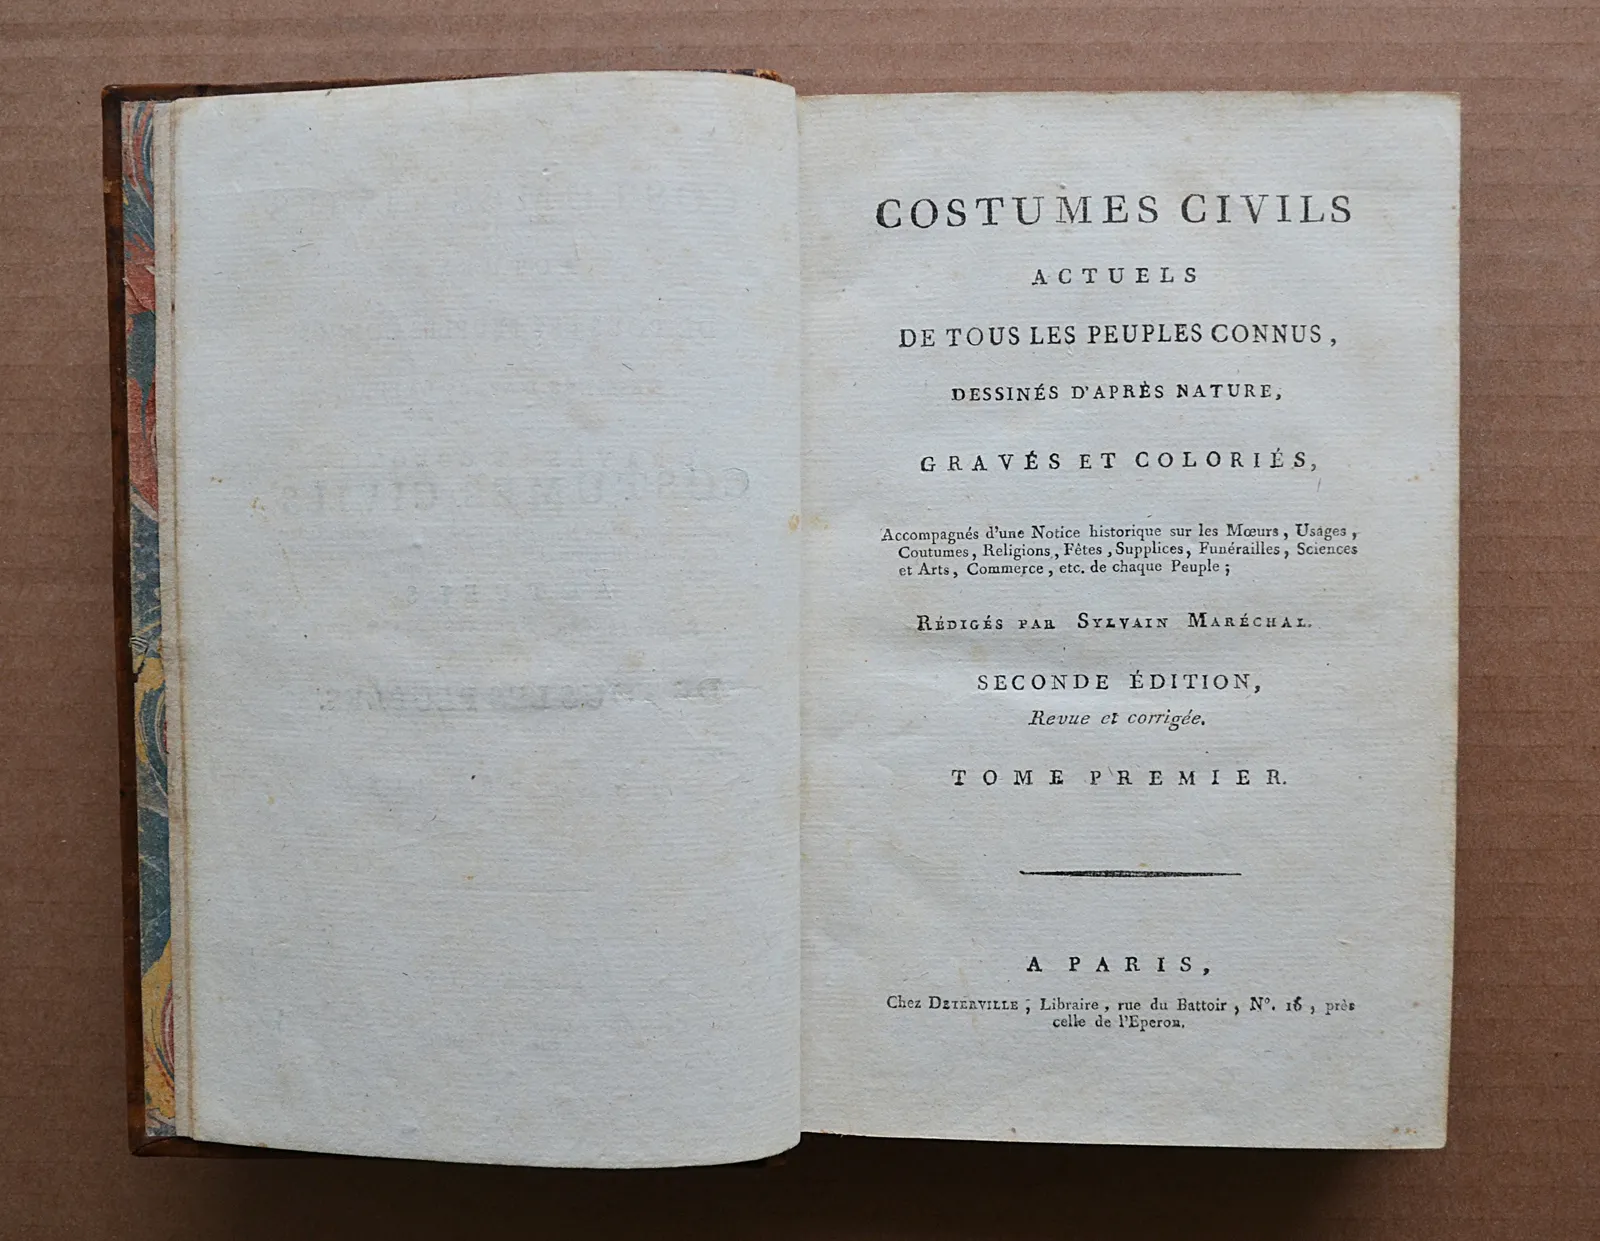 COSTUMES CIVILS
ACTUELS
DE TOUS LES PEUPLES CONNUS,
DESSINÉS D'APRÈS NATURE,
GRAVÉS ET COLORIÉS,
Accompagnés d'une Notice historique sur les Mœurs, Usages,
Coutumes, Religions, Fêtes, Supplices, Funérailles, Sciences
et Arts, Commerce, etc. de chaque Peuple;
RÉDIGÉS PAR SYLVAIN MARÉCHAL.
SECONDE ÉDITION,
Revue et corrigée.
TOME PREMIER.
A PARIS,
Chez DETERVILLE, Libraire, rue du Battoir, N°. 16, près
celle de l'Eperon.